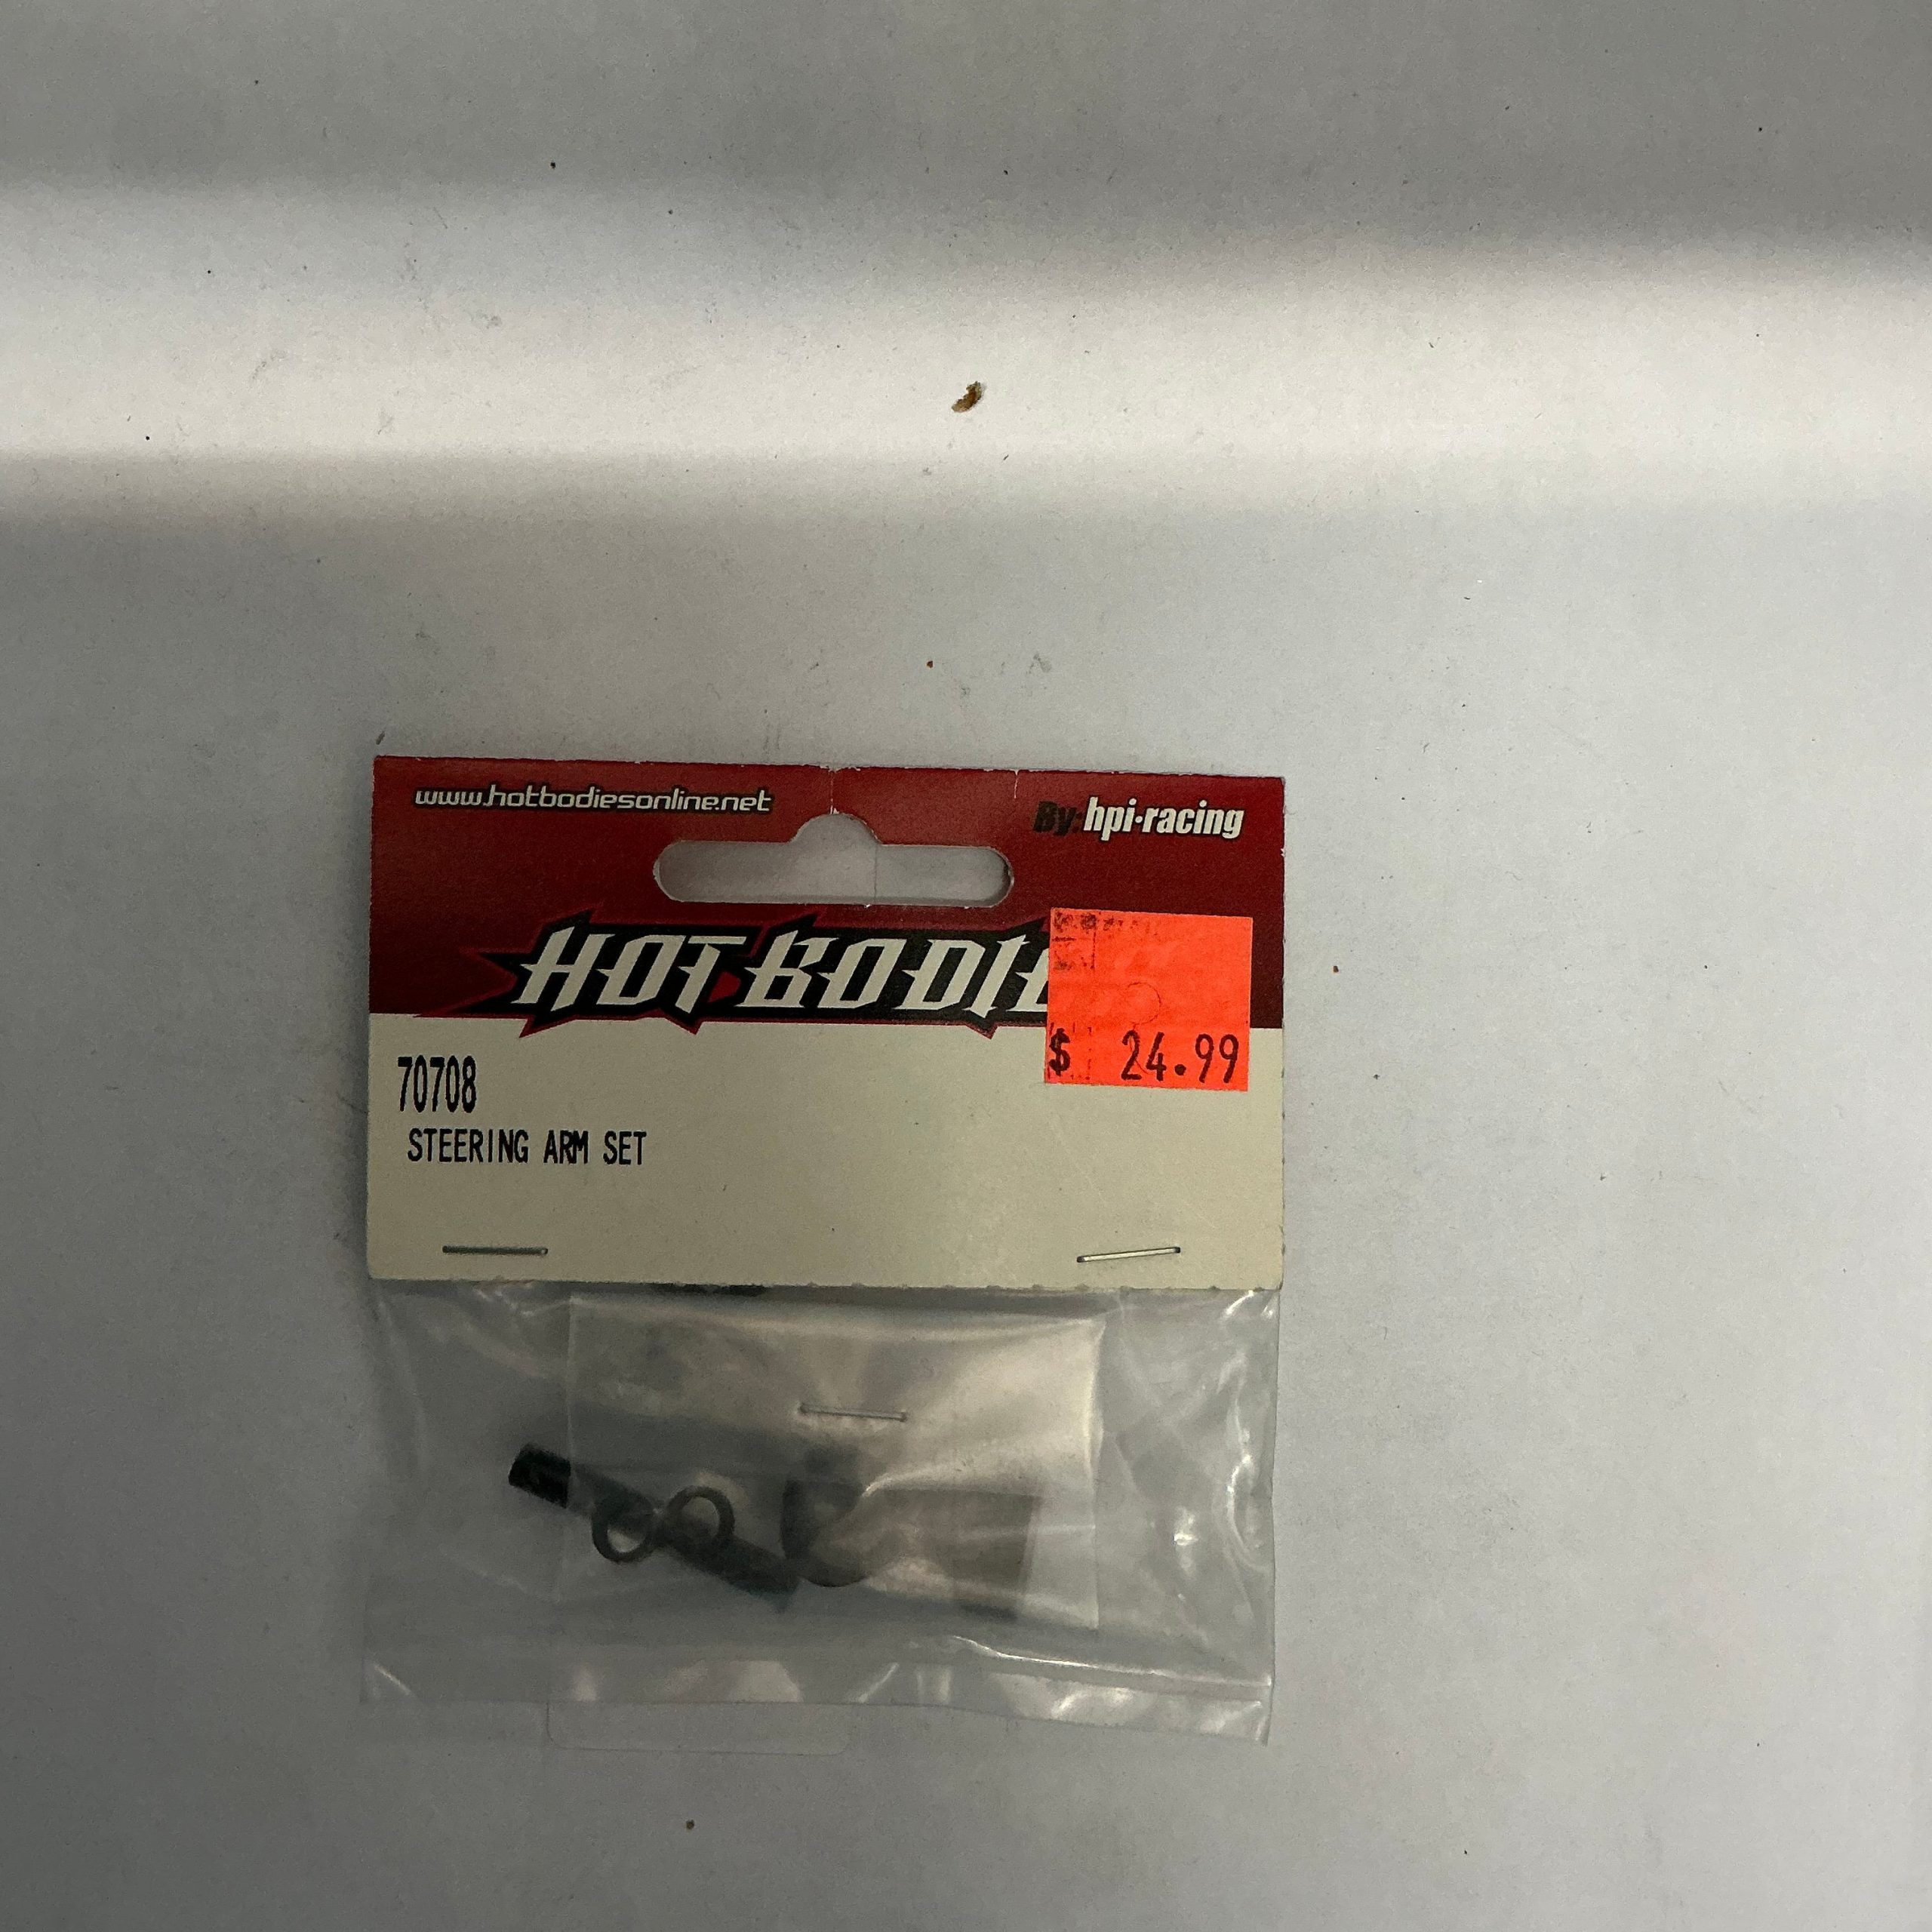 www.hotbodiesonline.net
By: hpi·racing
HOT BODIE
$ 24.99
70708
STEERING ARM SET